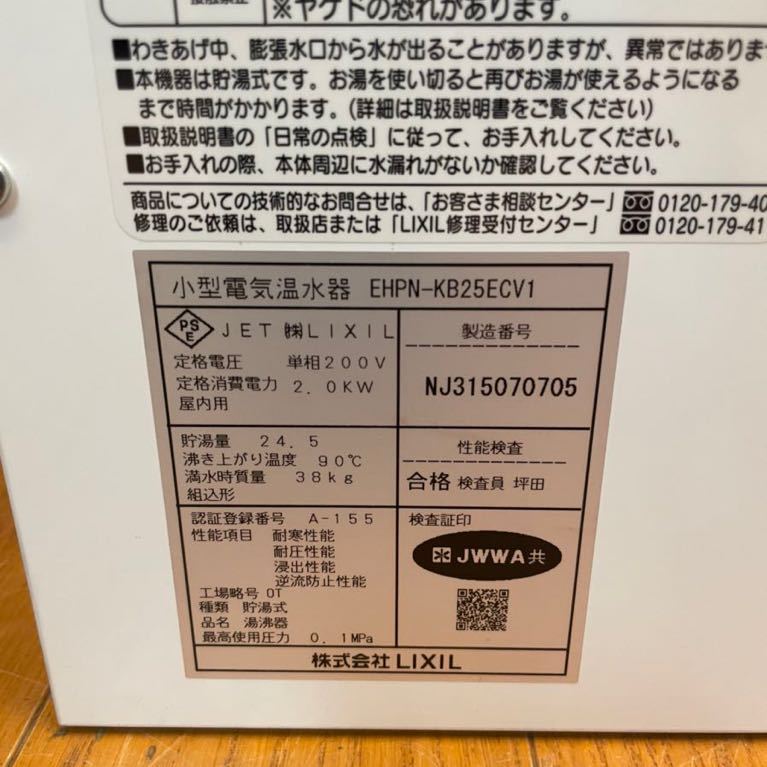 接触禁止
※ヤケドの恐れがあります。
■わきあげ中、膨張水口から水が出ることがありますが、異常ではありま
■本機器は貯湯式です。お湯を使い切ると再びお湯が使えるようになる
まで時間がかかります。(詳細は取扱説明書をご覧ください)
■取扱説明書の「日常の点検」に従って、お手入れしてください。
■お手入れの際、本体周辺に水漏れがないか確認してください。
商品についての技術的なお問合せは、「お客さま相談センター」 0120-179-40
修理のご依頼は、取扱店または「LIXIL修理受付センター」 0120-179-41
小型電気温水器 EHPN-KB25ECV1
PSE JET ㈱LIXIL
定格電圧 単相200V
定格消費電力 2.0KW
屋内用
製造番号
NJ315070705
貯湯量 24.5
沸き上がり温度 90℃
満水時質量 38kg
組込形
性能検査
合格 検査員 坪田
認証登録番号 A-155
性能項目 耐寒性能
耐圧性能
浸出性能
逆流防止性能
工場略号 OT
種類 貯湯式
品名 湯沸器
最高使用圧力 0.1MPa
検査証印
JWWA共
株式会社LIXIL